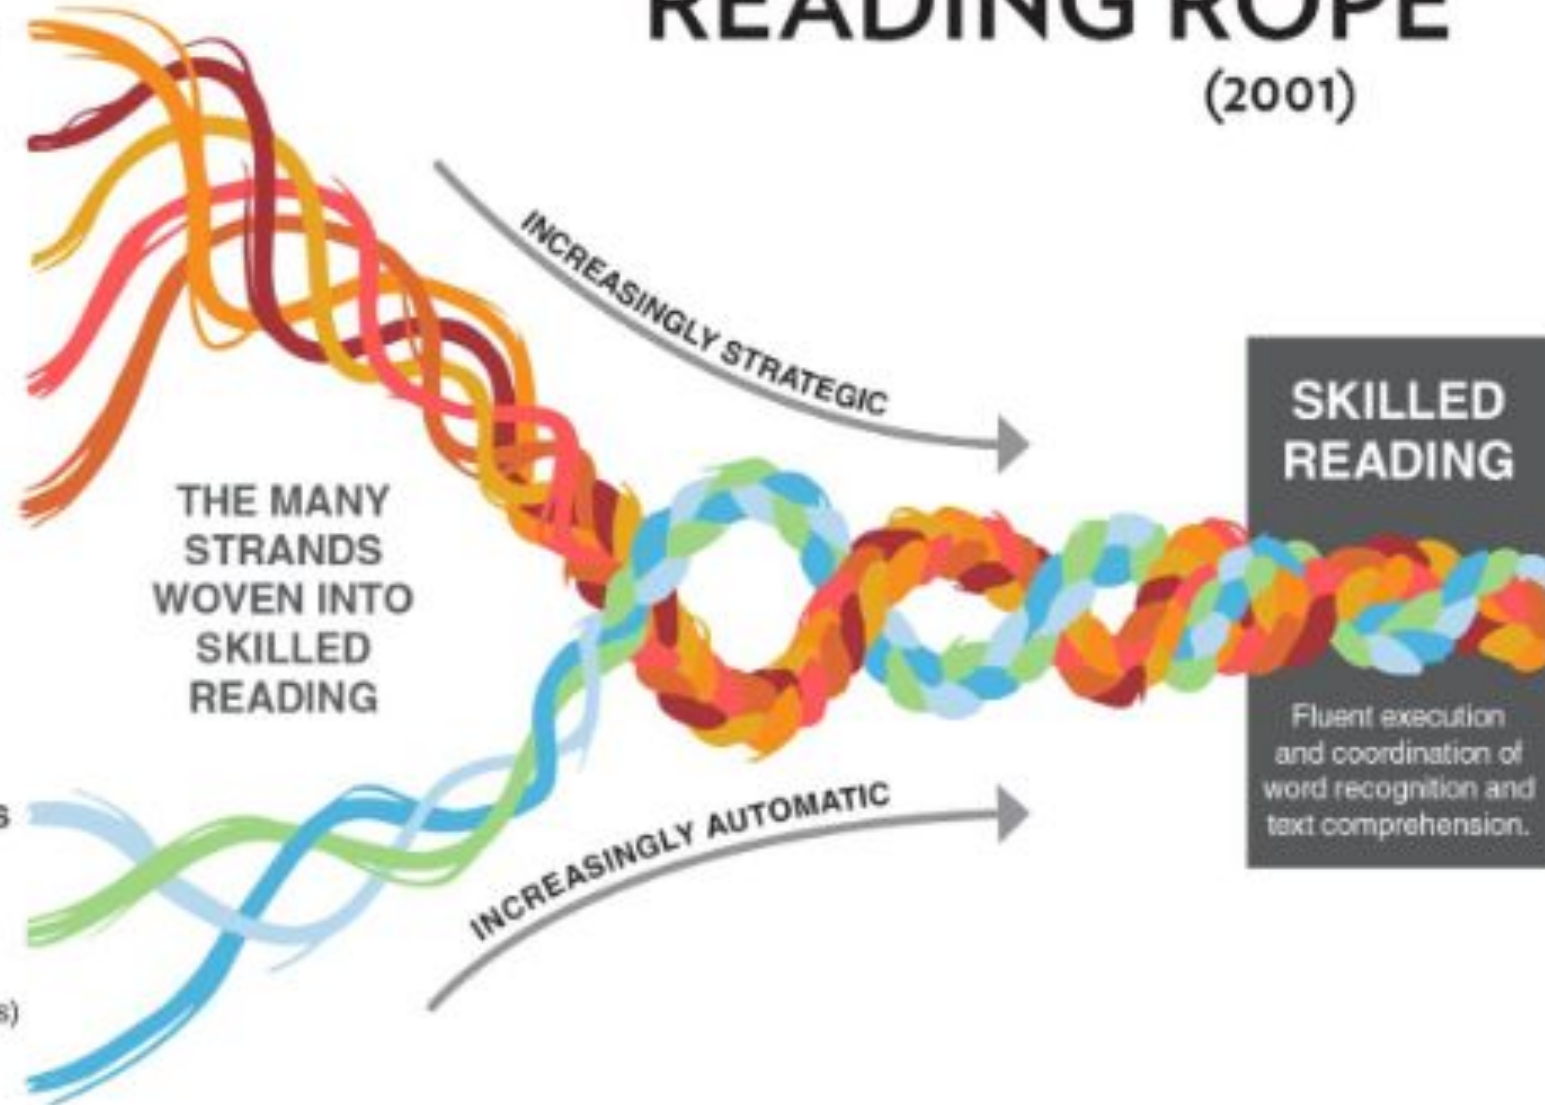 READING ROPE
(2001)
INCREASINGLY STRATEGIC
SKILLED
READING
THE MANY
STRANDS
WOVEN INTO
SKILLED
READING
Fluent execution
and coordination of
word recognition and
text comprehension.
INCREASINGLY AUTOMATIC
s
s)